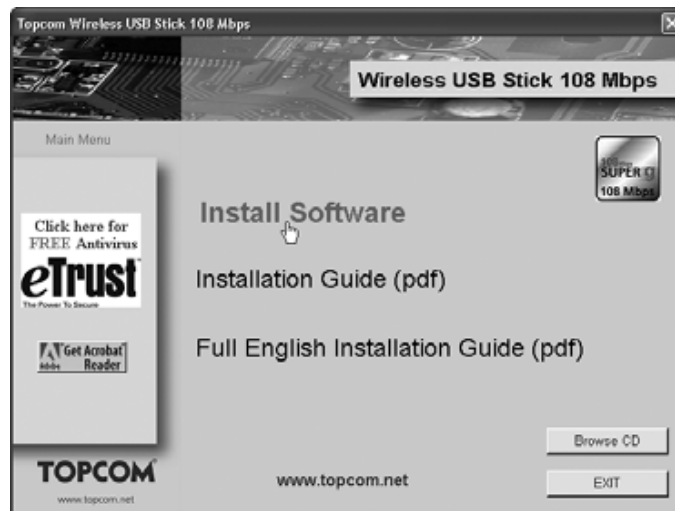 Topcom Wireless USB Stick 108 Mbps
Wireless USB Stick 108 Mbps
Main Menu
SUPER G
108 Mbps
Install Software
Click here for
FREE Antivirus
eTrust
The Power To Secure
Installation Guide (pdf)
Get Acrobat
Adobe Reader
Full English Installation Guide (pdf)
Browse CD
TOPCOM
www.topcom.net
www.topcom.net
EXIT